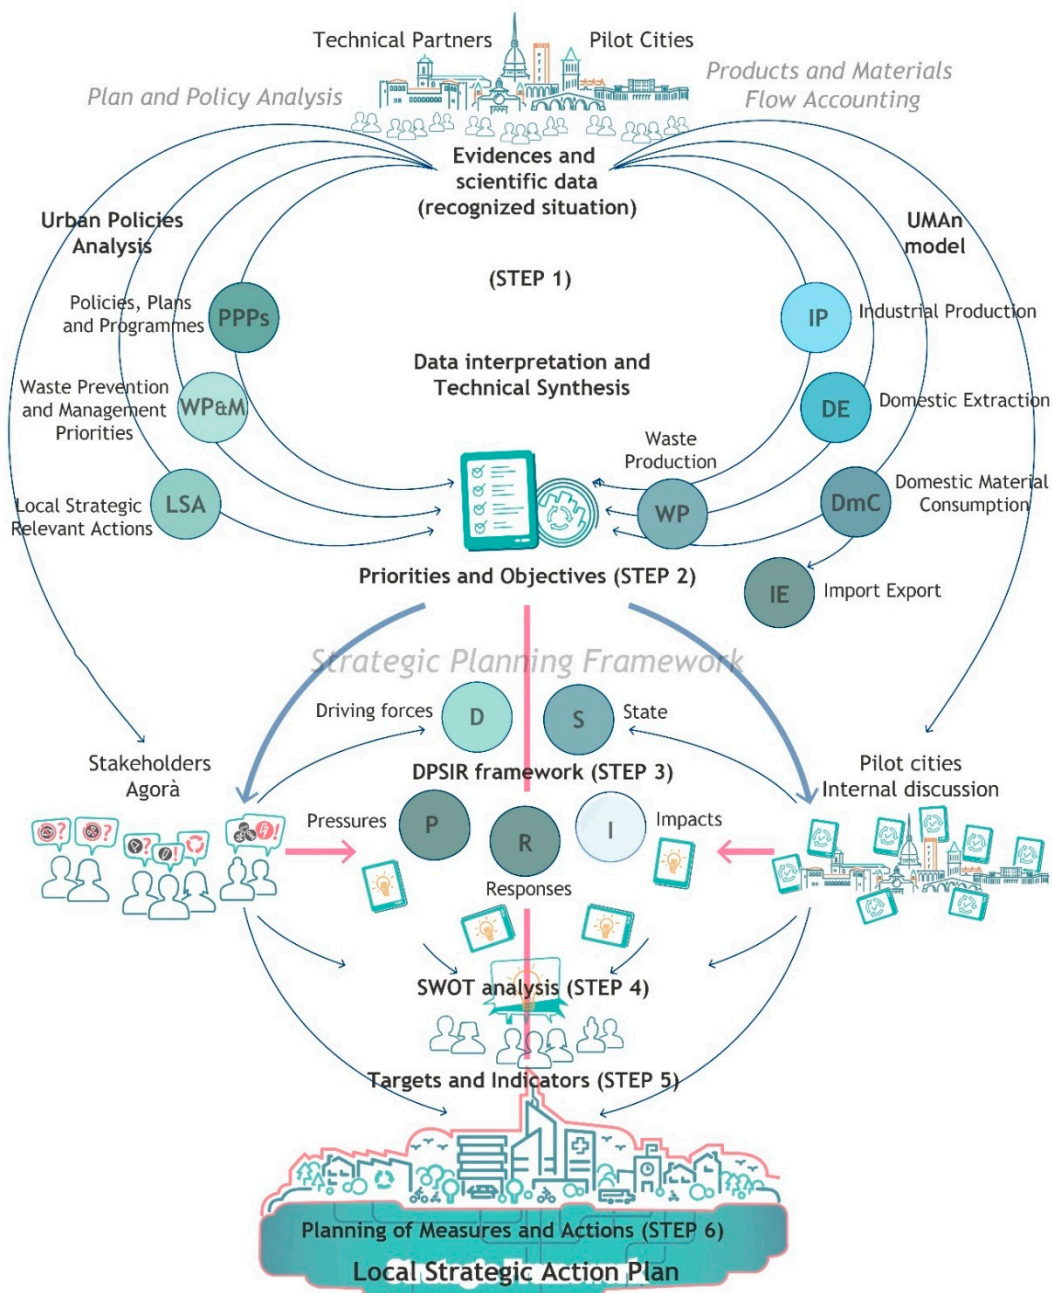 Technical Partners
Pilot Cities
Plan and Policy Analysis
Products and Materials
Flow Accounting
Evidences and
scientific data
(recognized situation)
Urban Policies
Analysis
UMAn
model
(STEP 1)
Policies, Plans
and Programmes
PPPs
IP
Industrial Production
Data interpretation and
Technical Synthesis
Waste Prevention
and Management
Priorities
WP&M
DE
Domestic Extraction
Waste
Production
Local Strategic
Relevant Actions
LSA
WP
DmC
Domestic Material
Consumption
Priorities and Objectives (STEP 2)
IE
Import Export
Strategic Planning Framework
Driving forces
D
S
State
Stakeholders
Agorà
DPSIR framework (STEP 3)
Pilot cities
Internal discussion
Pressures
P
R
I
Impacts
Responses
?
?
?
!
!
SWOT analysis (STEP 4)
Targets and Indicators (STEP 5)
Planning of Measures and Actions (STEP 6)
Local Strategic Action Plan